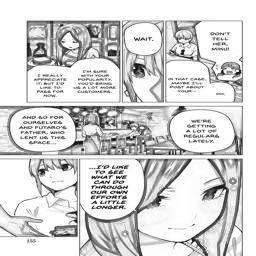 DON'T
TELL
HER,
MIKU!
IN THAT CASE,
MAYBE I'LL
POST ABOUT
YOUR--
WAIT.
I'M SURE
WITH YOUR
POPULARITY,
YOU'D BRING
US A LOT MORE
CUSTOMERS.
I REALLY
APPRECIATE
IT, BUT I'D
LIKE TO
PASS FOR
NOW.
WE'RE
GETTING
A LOT OF
REGULARS
LATELY.
AND SO FOR
OURSELVES
AND FUTARO'S
FATHER, WHO
LENT US THIS
SPACE...
...I'D LIKE
TO SEE
WHAT WE
CAN DO
THROUGH
OUR OWN
EFFORTS
A LITTLE
LONGER.
155